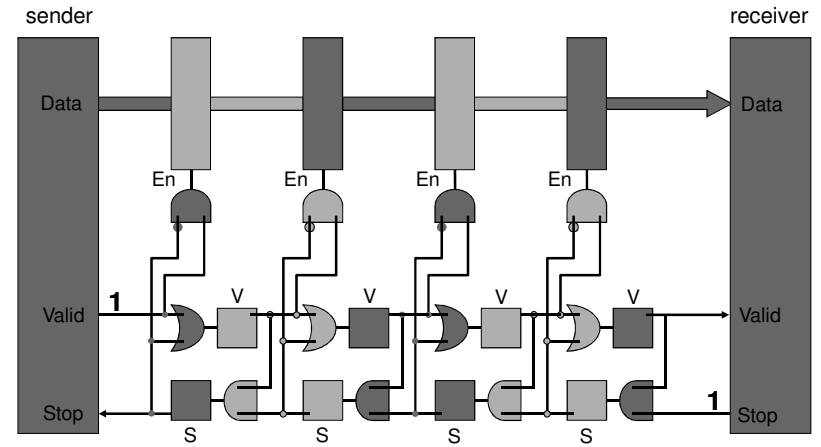 sender receiver
Data Data
En En En En
V V V V
1
Valid Valid
1
Stop Stop
S S S S